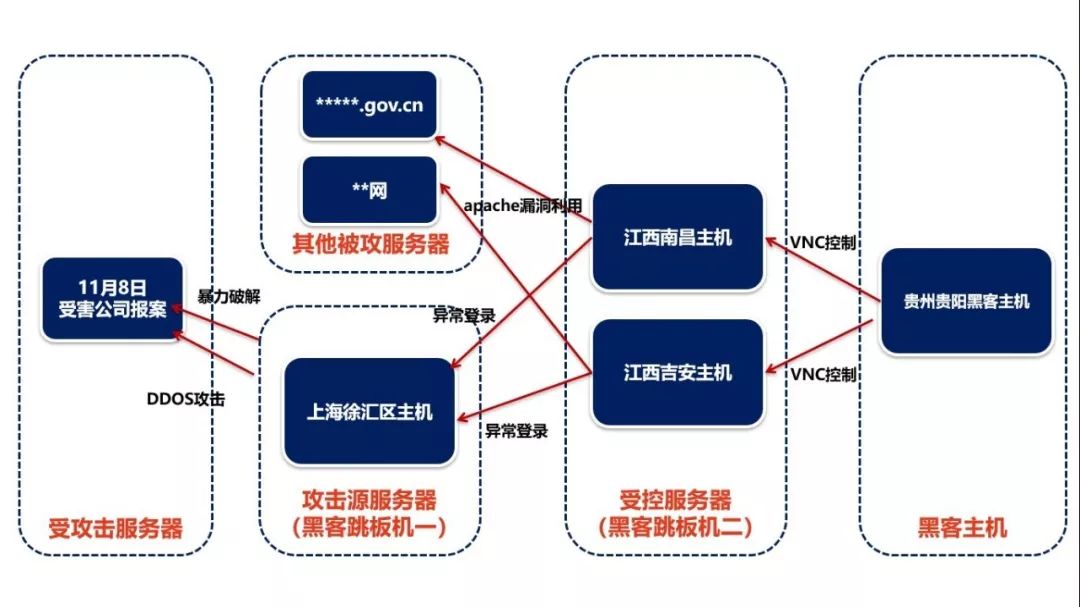 *****.gov.cn
**网
其他被攻服务器
apache漏洞利用
江西南昌主机
VNC控制
11月8日
受害公司报案
暴力破解
异常登录
贵州贵阳黑客主机
DDOS攻击
上海徐汇区主机
江西吉安主机
VNC控制
异常登录
受攻击服务器
攻击源服务器
（黑客跳板机一）
受控服务器
（黑客跳板机二）
黑客主机